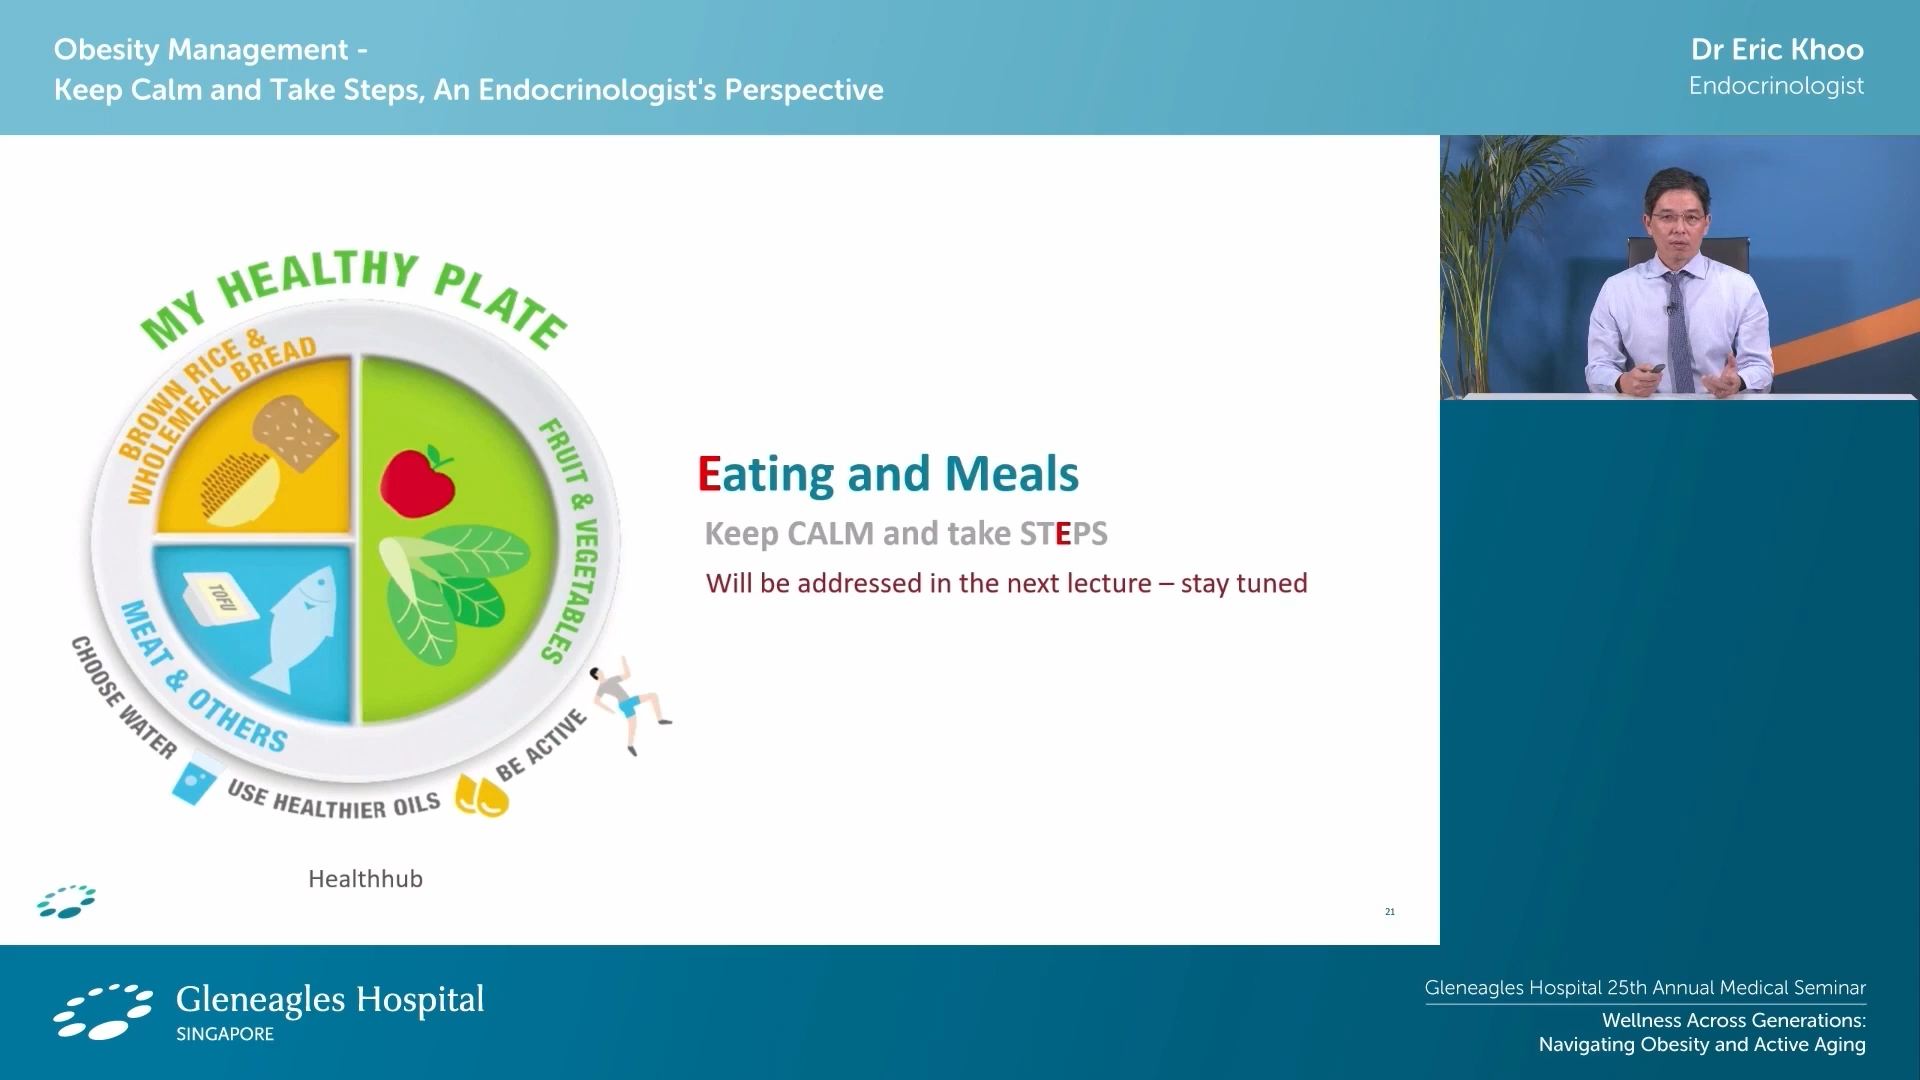 Obesity Management -
Keep Calm and Take Steps, An Endocrinologist's Perspective
Dr Eric Khoo
Endocrinologist
MY HEALTHY PLATE
BROWN RICE &
WHOLEMEAL BREAD
FRUIT & VEGETABLES
TOFU
MEAT & OTHERS
CHOOSE WATER
USE HEALTHIER OILS
BE ACTIVE
Healthhub
Eating and Meals
Keep CALM and take STEPS
Will be addressed in the next lecture – stay tuned
21
Gleneagles Hospital
SINGAPORE
Gleneagles Hospital 25th Annual Medical Seminar
Wellness Across Generations:
Navigating Obesity and Active Aging